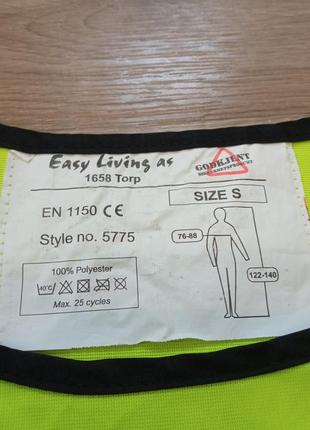 Easy Living as
1658 Torp
GODKJENT
EN 1150 CE
Style no. 5775
SIZE S
76-88
122-140
100% Polyester
40°C
Max. 25 cycles